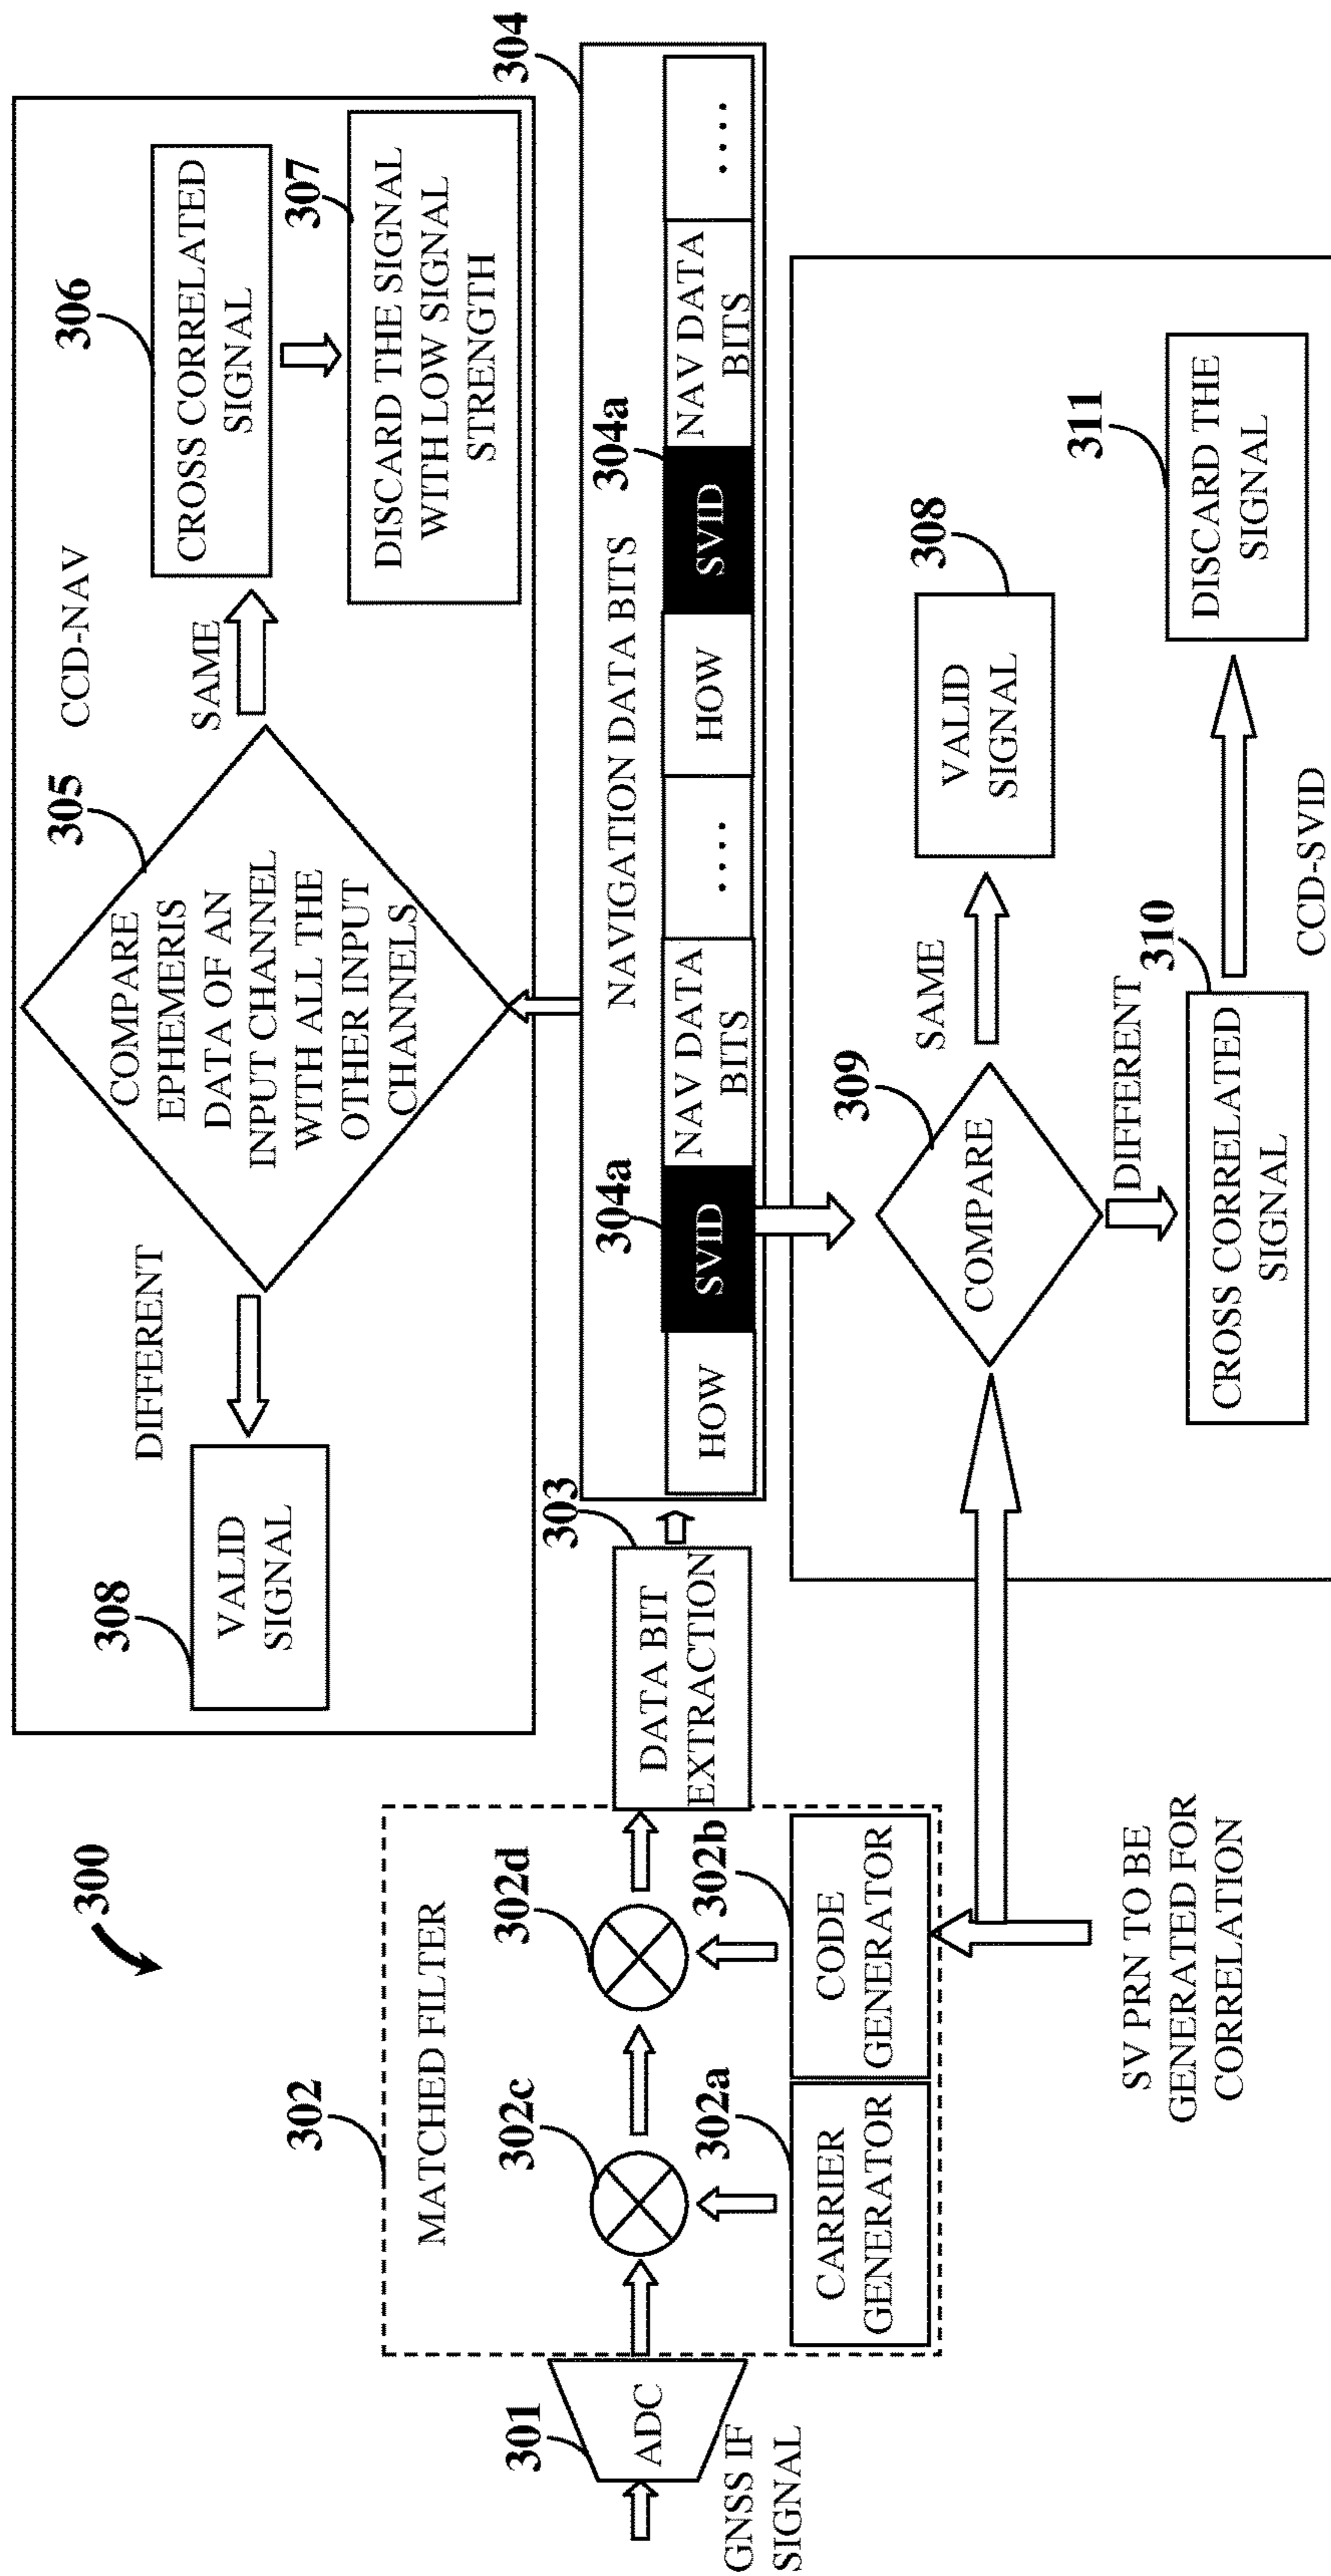 300
301
ADC
GNSS IF
SIGNAL
302
MATCHED FILTER
302c
302d
302a
302b
CARRIER
GENERATOR
CODE
GENERATOR
SV PRN TO BE
GENERATED FOR
CORRELATION
303
DATA BIT
EXTRACTION
304
NAVIGATION DATA BITS
304a
304a
HOW
SVID
NAV DATA
BITS
....
HOW
SVID
NAV DATA
BITS
....
CCD-NAV
305
COMPARE
EPHEMERIS
DATA OF AN
INPUT CHANNEL
WITH ALL THE
OTHER INPUT
CHANNELS
DIFFERENT
308
VALID
SIGNAL
SAME
306
CROSS CORRELATED
SIGNAL
307
DISCARD THE SIGNAL
WITH LOW SIGNAL
STRENGTH
309
COMPARE
SAME
308
VALID
SIGNAL
DIFFERENT
310
CROSS CORRELATED
SIGNAL
311
DISCARD THE
SIGNAL
CCD-SVID